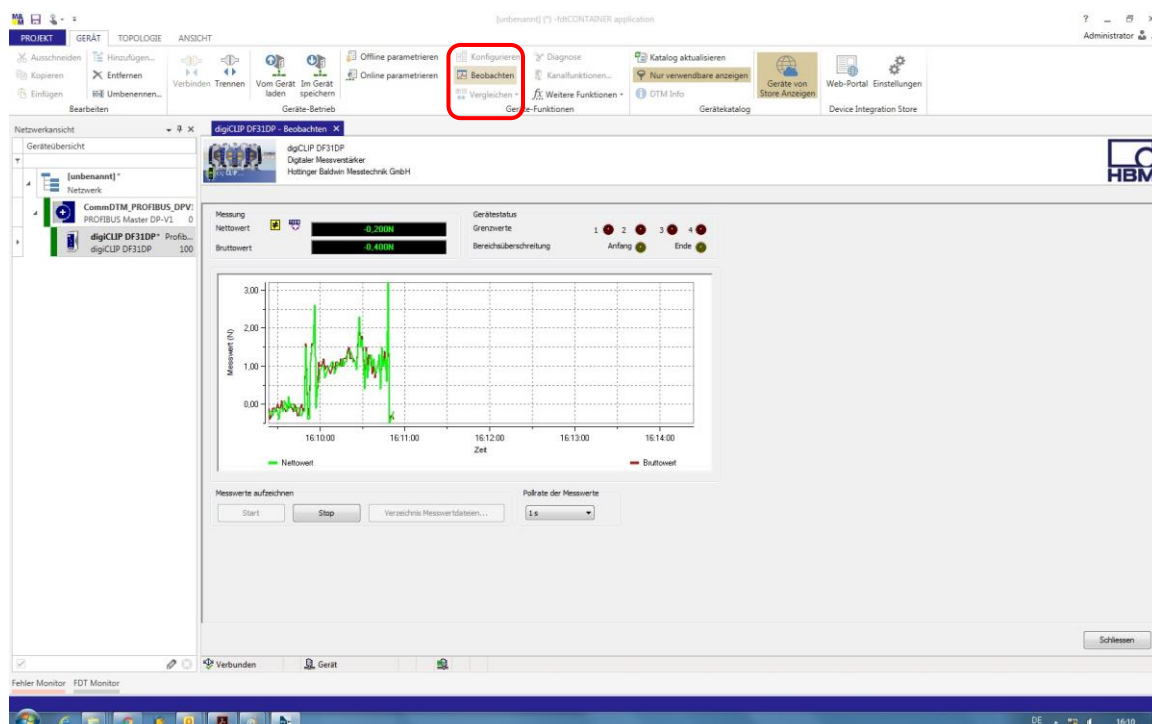 [unbenannt] (*) -fdtCONTAINER application
?
PROJEKT GERÄT TOPOLOGIE ANSICHT
Administrator
Ausschneiden
Kopieren
Einfügen
Hinzufügen...
Entfernen
Umbenennen...
Bearbeiten
Verbinden Trennen
Vom Gerät laden
Im Gerät speichern
Offline parametrieren
Online parametrieren
Geräte-Betrieb
Konfigurieren
Beobachten
Vergleichen
Diagnose
Kanalfunktionen...
fx Weitere Funktionen
Geräte-Funktionen
Katalog aktualisieren
Nur verwendbare anzeigen
DTM Info
Geräte von Store Anzeigen
Gerätekatalog
Web-Portal Einstellungen
Device Integration Store
Netzwerkansicht
Geräteübersicht
[unbenannt]*
Netzwerk
CommDTM_PROFIBUS_DPV:
PROFIBUS Master DP-V1 0
digiCLIP DF31DP* Profib...
digiCLIP DF31DP 100
digiCLIP DF31DP - Beobachten X
digiCLIP DF31DP
Digitaler Messverstärker
Hottinger Baldwin Messtechnik GmbH
HBM
Messung
Nettowert -0,200N
Bruttowert -0,400N
Gerätestatus
Grenzwerte 1 2 3 4
Bereichsüberschreitung Anfang Ende
Messwert (N)
3,00
2,00
1,00
0,00
16:10:00 16:11:00 16:12:00 16:13:00 16:14:00
Zeit
Nettowert Bruttowert
Messwerte aufzeichnen
Start Stop Verzeichnis Messwertdateien...
Pollrate der Messwerte
1 s
Schliessen
Verbunden Gerät
Fehler Monitor FDT Monitor
DE 16:10